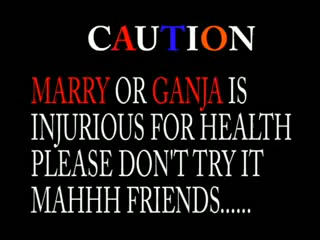 CAUTION
MARRY OR GANJA IS
INJURIOUS FOR HEALTH
PLEASE DON'T TRY IT
MAHHH FRIENDS......